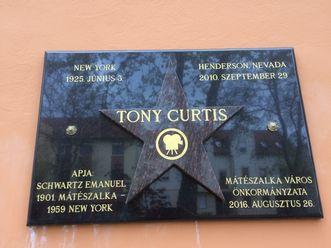 NEW YORK
1925. JÚNIUS 3.
HENDERSON, NEVADA
2010. SZEPTEMBER 29
TONY CURTIS
APJA:
SCHWARTZ EMANUEL
1901 MÁTÉSZALKA –
1959 NEW YORK
MÁTÉSZALKA VÁROS
ÖNKORMÁNYZATA
2016. AUGUSZTUS 26.